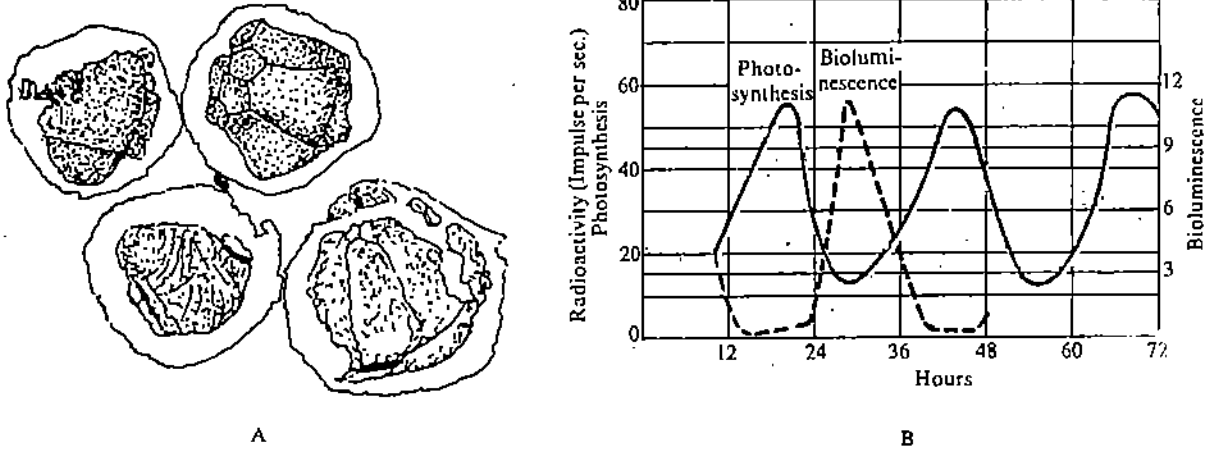 80
60
40
20
0
Radioactivity (Impulse per sec.)
Photosynthesis
Photo-
synthesis
Biolumi-
nescence
12
9
6
3
Bioluminescence
12 24 36 48 60 72
Hours
A
B